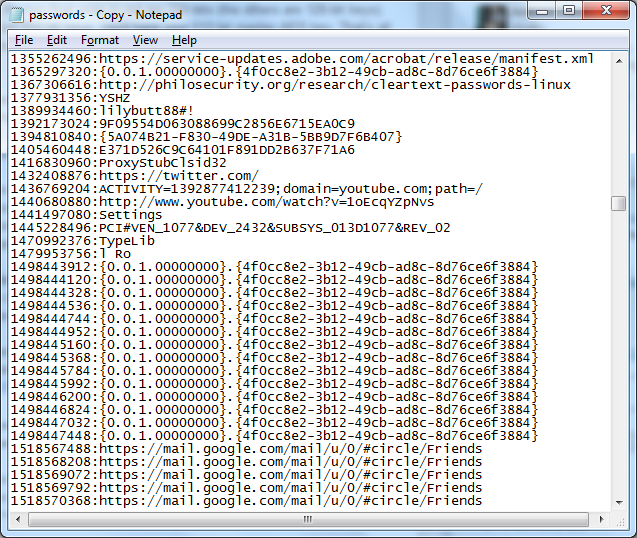 passwords - Copy - Notepad
File Edit Format View Help
1355262496:https://service-updates.adobe.com/acrobat/release/manifest.xml
1365297320:{0.0.1.00000000}.{4f0cc8e2-3b12-49cb-ad8c-8d76ce6f3884}
1367306616:http://philosecurity.org/research/cleartext-passwords-linux
1377931356:YSHZ
1389934460:lilybutt88#!
1392173024:9F09554D063088699C2856E6715EA0C9
1394810840:{5A074B21-F830-49DE-A31B-5BB9D7F6B407}
1405460448:E371D526C9C64101F891DD2B637F71A6
1416830960:ProxyStubClsid32
1432408876:https://twitter.com/
1436769204:ACTIVITY=1392877412239;domain=youtube.com;path=/
1440680880:http://www.youtube.com/watch?v=1oEcqYZpNvs
1441497080:Settings
1445228496:PCI#VEN_1077&DEV_2432&SUBSYS_013D1077&REV_02
1470992376:TypeLib
1479953756:l Ro
1498443912:{0.0.1.00000000}.{4f0cc8e2-3b12-49cb-ad8c-8d76ce6f3884}
1498444120:{0.0.1.00000000}.{4f0cc8e2-3b12-49cb-ad8c-8d76ce6f3884}
1498444328:{0.0.1.00000000}.{4f0cc8e2-3b12-49cb-ad8c-8d76ce6f3884}
1498444536:{0.0.1.00000000}.{4f0cc8e2-3b12-49cb-ad8c-8d76ce6f3884}
1498444744:{0.0.1.00000000}.{4f0cc8e2-3b12-49cb-ad8c-8d76ce6f3884}
1498444952:{0.0.1.00000000}.{4f0cc8e2-3b12-49cb-ad8c-8d76ce6f3884}
1498445160:{0.0.1.00000000}.{4f0cc8e2-3b12-49cb-ad8c-8d76ce6f3884}
1498445368:{0.0.1.00000000}.{4f0cc8e2-3b12-49cb-ad8c-8d76ce6f3884}
1498445784:{0.0.1.00000000}.{4f0cc8e2-3b12-49cb-ad8c-8d76ce6f3884}
1498445992:{0.0.1.00000000}.{4f0cc8e2-3b12-49cb-ad8c-8d76ce6f3884}
1498446200:{0.0.1.00000000}.{4f0cc8e2-3b12-49cb-ad8c-8d76ce6f3884}
1498446824:{0.0.1.00000000}.{4f0cc8e2-3b12-49cb-ad8c-8d76ce6f3884}
1498447032:{0.0.1.00000000}.{4f0cc8e2-3b12-49cb-ad8c-8d76ce6f3884}
1498447448:{0.0.1.00000000}.{4f0cc8e2-3b12-49cb-ad8c-8d76ce6f3884}
1518567488:https://mail.google.com/mail/u/0/#circle/Friends
1518568208:https://mail.google.com/mail/u/0/#circle/Friends
1518569072:https://mail.google.com/mail/u/0/#circle/Friends
1518569792:https://mail.google.com/mail/u/0/#circle/Friends
1518570368:https://mail.google.com/mail/u/0/#circle/Friends